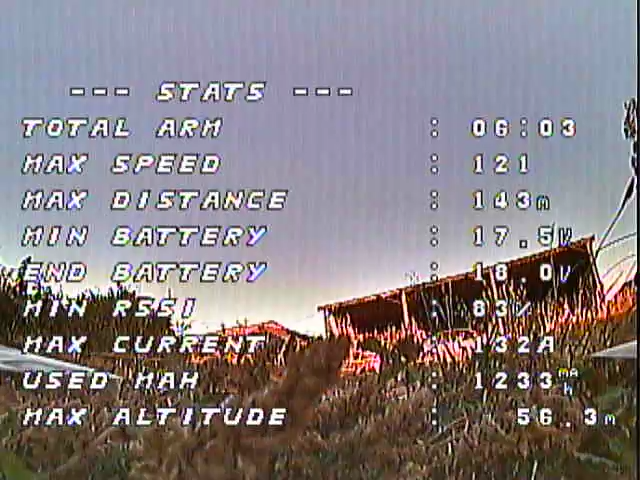 --- STATS ---
TOTAL ARM : 06:03
MAX SPEED : 121
MAX DISTANCE : 143m
MIN BATTERY : 17.5V
END BATTERY : 18.0V
MIN RSSI : 83%
MAX CURRENT : 132A
USED MAH : 1233mAh
MAX ALTITUDE : 56.3m